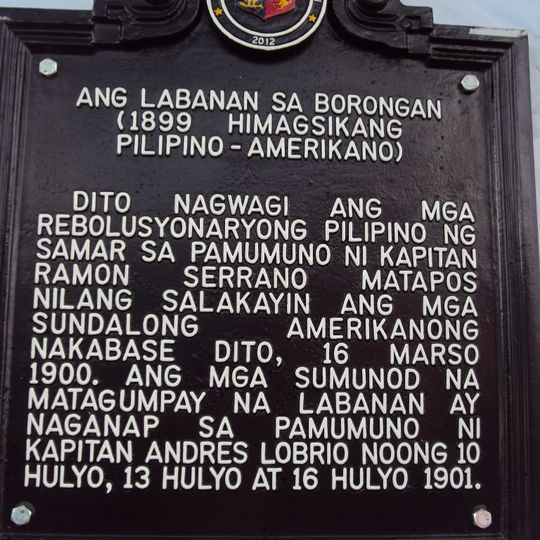 2012
ANG LABANAN SA BORONGAN
(1899 HIMAGSIKANG
PILIPINO - AMERIKANO)
DITO NAGWAGI ANG MGA
REBOLUSYONARYONG PILIPINO NG
SAMAR SA PAMUMUNO NI KAPITAN
RAMON SERRANO MATAPOS
NILANG SALAKAYIN ANG MGA
SUNDALONG AMERIKANONG
NAKABASE DITO, 16 MARSO
1900. ANG MGA SUMUNOD NA
MATAGUMPAY NA LABANAN AY
NAGANAP SA PAMUMUNO NI
KAPITAN ANDRES LOBRIO NOONG 10
HULYO, 13 HULYO AT 16 HULYO 1901.